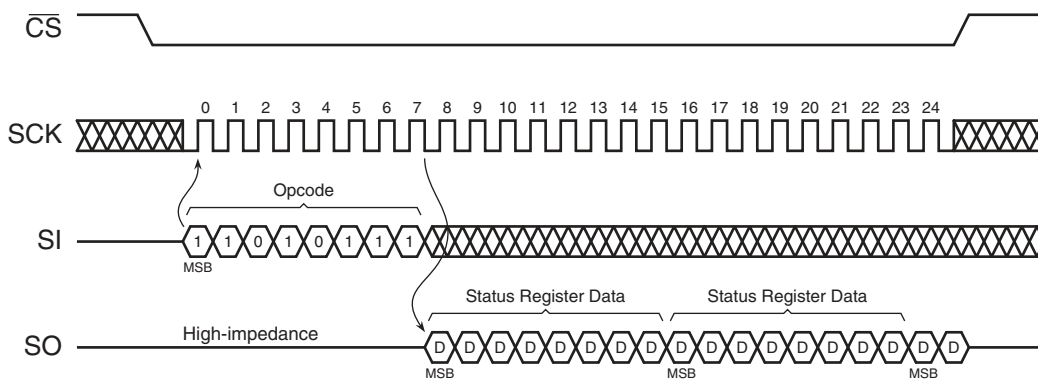 CS
0 1 2 3 4 5 6 7 8 9 10 11 12 13 14 15 16 17 18 19 20 21 22 23 24
SCK
Opcode
SI
1 1 0 1 0 1 1 1
MSB
Status Register Data Status Register Data
High-impedance
SO
D D D D D D D D D D D D D D D D D D
MSB MSB MSB